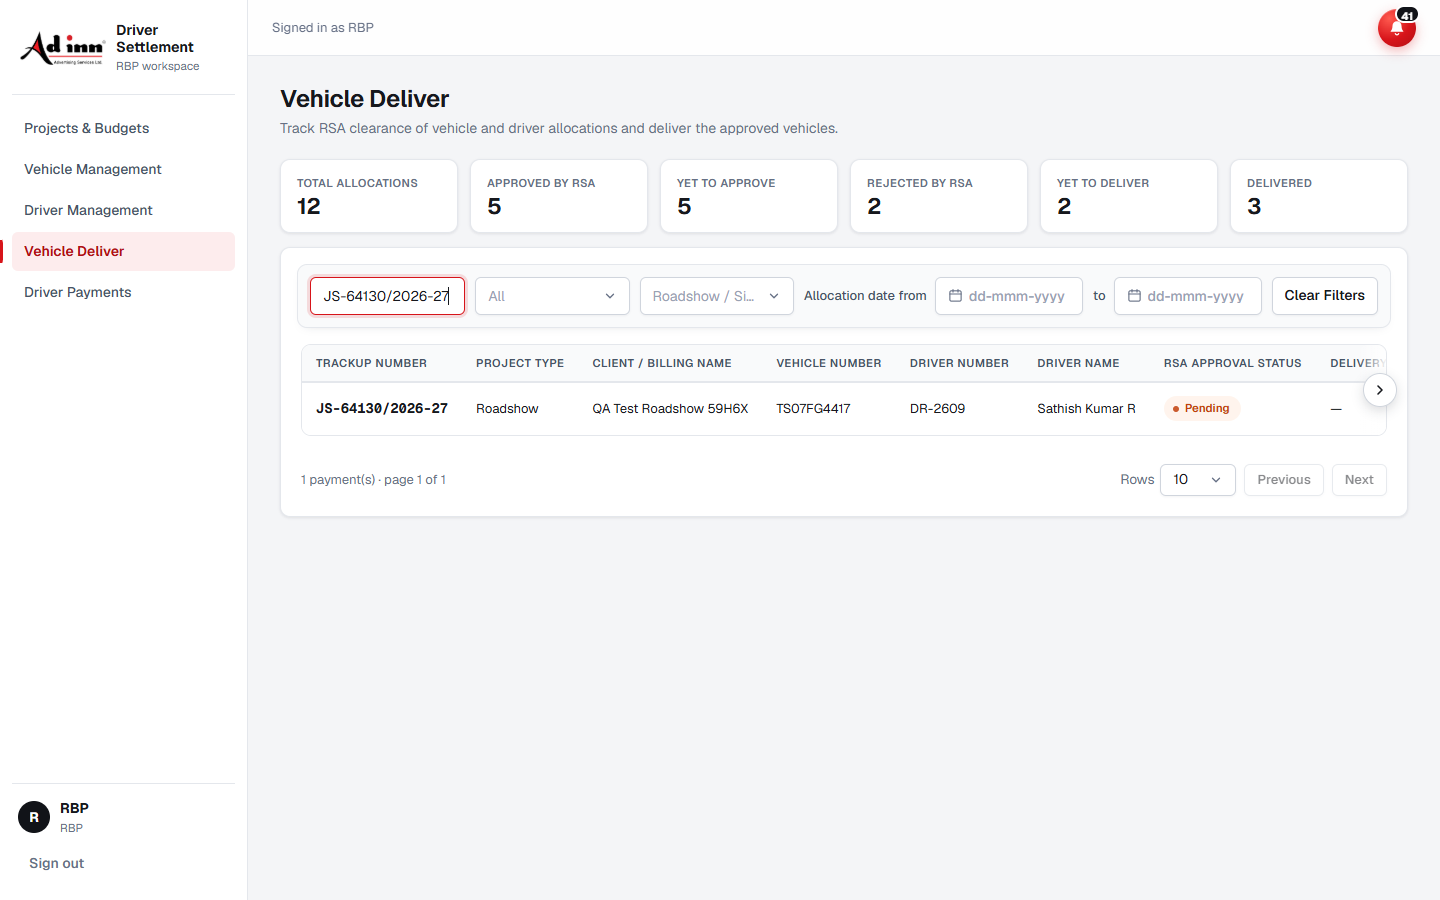 Ad inn
Advertising Services Ltd
Driver
Settlement
RBP workspace
Signed in as RBP
41
Projects & Budgets
Vehicle Management
Driver Management
Vehicle Deliver
Driver Payments
Vehicle Deliver
Track RSA clearance of vehicle and driver allocations and deliver the approved vehicles.
TOTAL ALLOCATIONS
12
APPROVED BY RSA
5
YET TO APPROVE
5
REJECTED BY RSA
2
YET TO DELIVER
2
DELIVERED
3
JS-64130/2026-27 All Roadshow / Si... Allocation date from dd-mmm-yyyy to dd-mmm-yyyy Clear Filters
TRACKUP NUMBER PROJECT TYPE CLIENT / BILLING NAME VEHICLE NUMBER DRIVER NUMBER DRIVER NAME RSA APPROVAL STATUS DELIVERY
JS-64130/2026-27 Roadshow QA Test Roadshow 59H6X TS07FG4417 DR-2609 Sathish Kumar R Pending —
1 payment(s) · page 1 of 1 Rows 10 Previous Next
R
RBP
RBP
Sign out